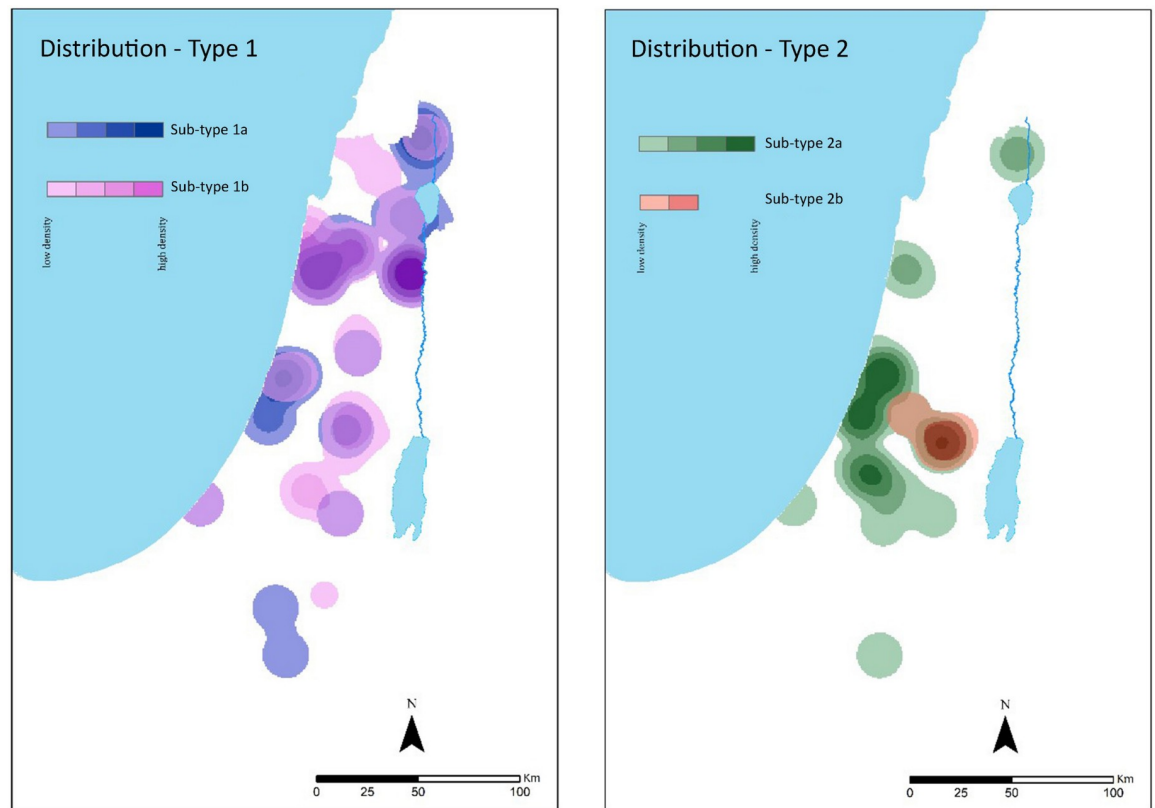 Distribution - Type 1
Sub-type 1a
Sub-type 1b
low density
high density
N
Km
0 25 50 100
Distribution - Type 2
Sub-type 2a
Sub-type 2b
low density
high density
N
Km
0 25 50 100